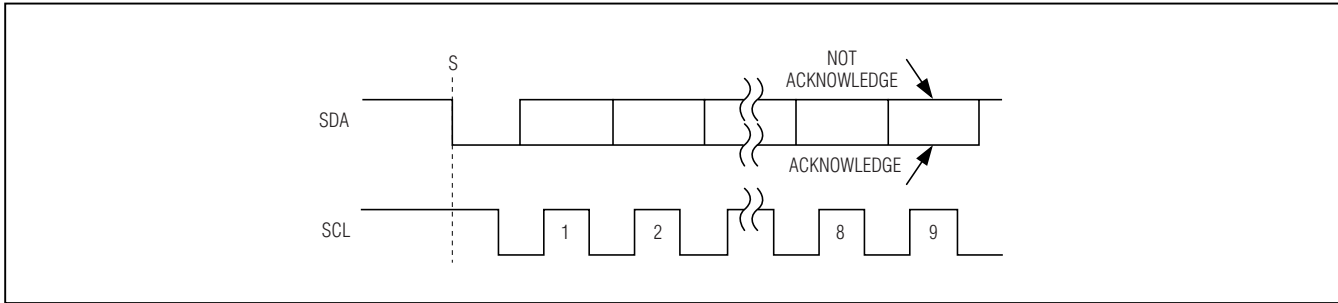 S
NOT
ACKNOWLEDGE
SDA
ACKNOWLEDGE
SCL
1
2
8
9